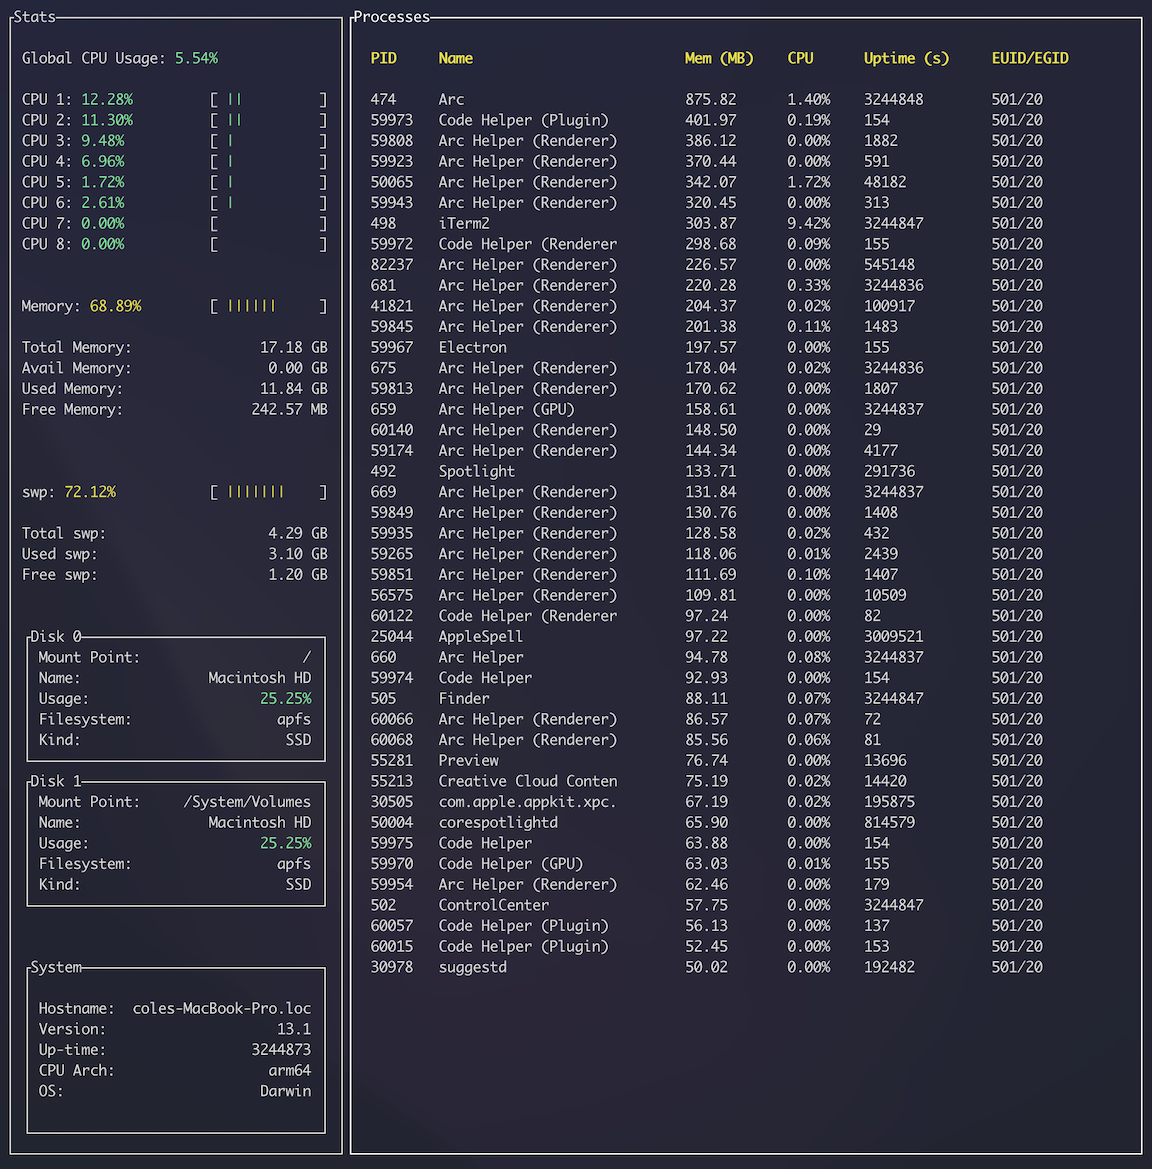 Stats
Global CPU Usage: 5.54%
CPU 1: 12.28% [ || ]
CPU 2: 11.30% [ || ]
CPU 3: 9.48% [ | ]
CPU 4: 6.96% [ | ]
CPU 5: 1.72% [ | ]
CPU 6: 2.61% [ | ]
CPU 7: 0.00% [ ]
CPU 8: 0.00% [ ]
Memory: 68.89% [ |||||| ]
Total Memory: 17.18 GB
Avail Memory: 0.00 GB
Used Memory: 11.84 GB
Free Memory: 242.57 MB
swp: 72.12% [ ||||||| ]
Total swp: 4.29 GB
Used swp: 3.10 GB
Free swp: 1.20 GB
Disk 0
Mount Point: /
Name: Macintosh HD
Usage: 25.25%
Filesystem: apfs
Kind: SSD
Disk 1
Mount Point: /System/Volumes
Name: Macintosh HD
Usage: 25.25%
Filesystem: apfs
Kind: SSD
System
Hostname: coles-MacBook-Pro.loc
Version: 13.1
Up-time: 3244873
CPU Arch: arm64
OS: Darwin
Processes
PID Name Mem (MB) CPU Uptime (s) EUID/EGID
474 Arc 875.82 1.40% 3244848 501/20
59973 Code Helper (Plugin) 401.97 0.19% 154 501/20
59808 Arc Helper (Renderer) 386.12 0.00% 1882 501/20
59923 Arc Helper (Renderer) 370.44 0.00% 591 501/20
50065 Arc Helper (Renderer) 342.07 1.72% 48182 501/20
59943 Arc Helper (Renderer) 320.45 0.00% 313 501/20
498 iTerm2 303.87 9.42% 3244847 501/20
59972 Code Helper (Renderer 298.68 0.09% 155 501/20
82237 Arc Helper (Renderer) 226.57 0.00% 545148 501/20
681 Arc Helper (Renderer) 220.28 0.33% 3244836 501/20
41821 Arc Helper (Renderer) 204.37 0.02% 100917 501/20
59845 Arc Helper (Renderer) 201.38 0.11% 1483 501/20
59967 Electron 197.57 0.00% 155 501/20
675 Arc Helper (Renderer) 178.04 0.02% 3244836 501/20
59813 Arc Helper (Renderer) 170.62 0.00% 1807 501/20
659 Arc Helper (GPU) 158.61 0.00% 3244837 501/20
60140 Arc Helper (Renderer) 148.50 0.00% 29 501/20
59174 Arc Helper (Renderer) 144.34 0.00% 4177 501/20
492 Spotlight 133.71 0.00% 291736 501/20
669 Arc Helper (Renderer) 131.84 0.00% 3244837 501/20
59849 Arc Helper (Renderer) 130.76 0.00% 1408 501/20
59935 Arc Helper (Renderer) 128.58 0.02% 432 501/20
59265 Arc Helper (Renderer) 118.06 0.01% 2439 501/20
59851 Arc Helper (Renderer) 111.69 0.10% 1407 501/20
56575 Arc Helper (Renderer) 109.81 0.00% 10509 501/20
60122 Code Helper (Renderer 97.24 0.00% 82 501/20
25044 AppleSpell 97.22 0.00% 3009521 501/20
660 Arc Helper 94.78 0.08% 3244837 501/20
59974 Code Helper 92.93 0.00% 154 501/20
505 Finder 88.11 0.07% 3244847 501/20
60066 Arc Helper (Renderer) 86.57 0.07% 72 501/20
60068 Arc Helper (Renderer) 85.56 0.06% 81 501/20
55281 Preview 76.74 0.00% 13696 501/20
55213 Creative Cloud Conten 75.19 0.02% 14420 501/20
30505 com.apple.appkit.xpc. 67.19 0.02% 195875 501/20
50004 corespotlightd 65.90 0.00% 814579 501/20
59975 Code Helper 63.88 0.00% 154 501/20
59970 Code Helper (GPU) 63.03 0.01% 155 501/20
59954 Arc Helper (Renderer) 62.46 0.00% 179 501/20
502 ControlCenter 57.75 0.00% 3244847 501/20
60057 Code Helper (Plugin) 56.13 0.00% 137 501/20
60015 Code Helper (Plugin) 52.45 0.00% 153 501/20
30978 suggestd 50.02 0.00% 192482 501/20